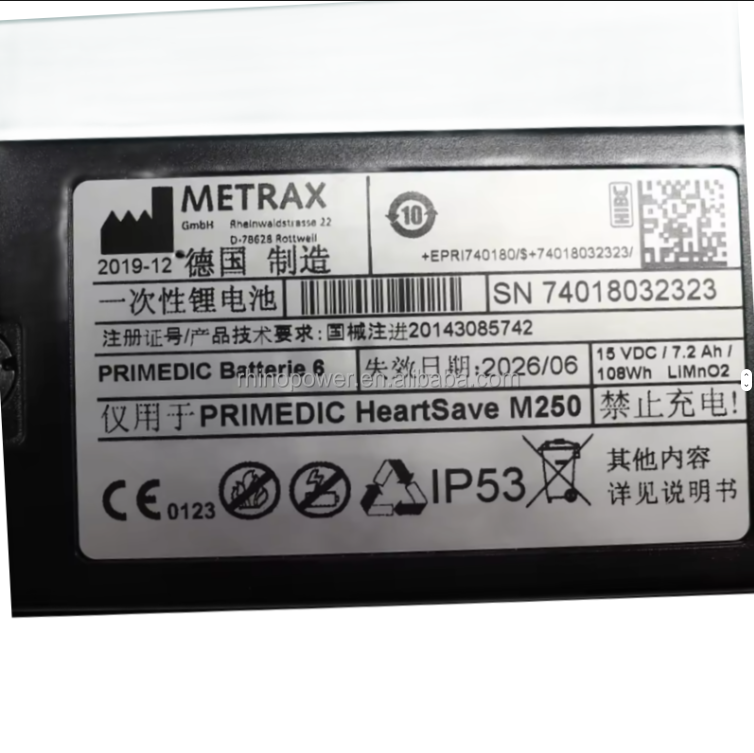 METRAX
GmbH Rheinwaldstrasse 22
D-78628 Rottweil
2019-12 德国 制造
10
+EPRI740180/$+74018032323/
HIBC
一次性锂电池
SN 74018032323
注册证号/产品技术要求:国械注进20143085742
PRIMEDIC Batterie 6
失效日期:2026/06
15 VDC / 7.2 Ah /
108Wh LiMnO2
minopower.en.alibaba.com
仅用于PRIMEDIC HeartSave M250
禁止充电!
CE 0123
IP53
其他内容
详见说明书